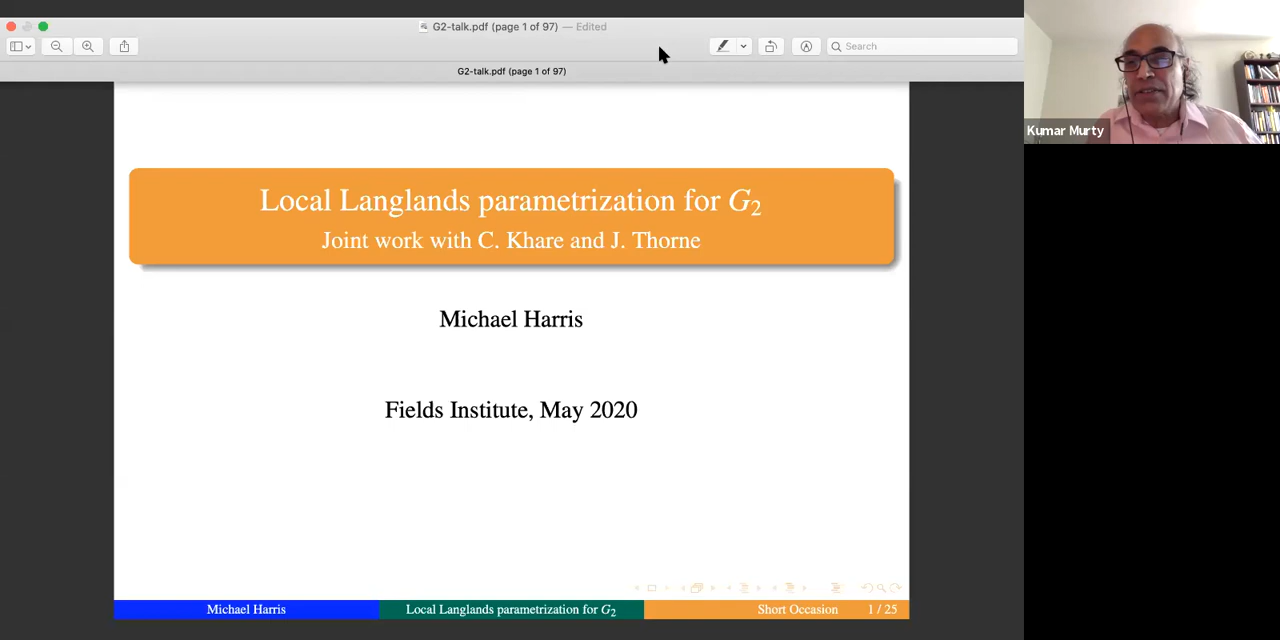 G2-talk.pdf (page 1 of 97) — Edited
Search
G2-talk.pdf (page 1 of 97)
Kumar Murty
Local Langlands parametrization for G₂
Joint work with C. Khare and J. Thorne
Michael Harris
Fields Institute, May 2020
Michael Harris
Local Langlands parametrization for G₂
Short Occasion
1 / 25